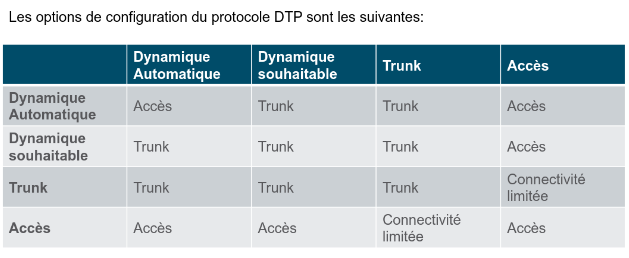 Les options de configuration du protocole DTP sont les suivantes:
Dynamique Automatique | Dynamique souhaitable | Trunk | Accès
Dynamique Automatique | Accès | Trunk | Trunk | Accès
Dynamique souhaitable | Trunk | Trunk | Trunk | Accès
Trunk | Trunk | Trunk | Trunk | Connectivité limitée
Accès | Accès | Accès | Connectivité limitée | Accès